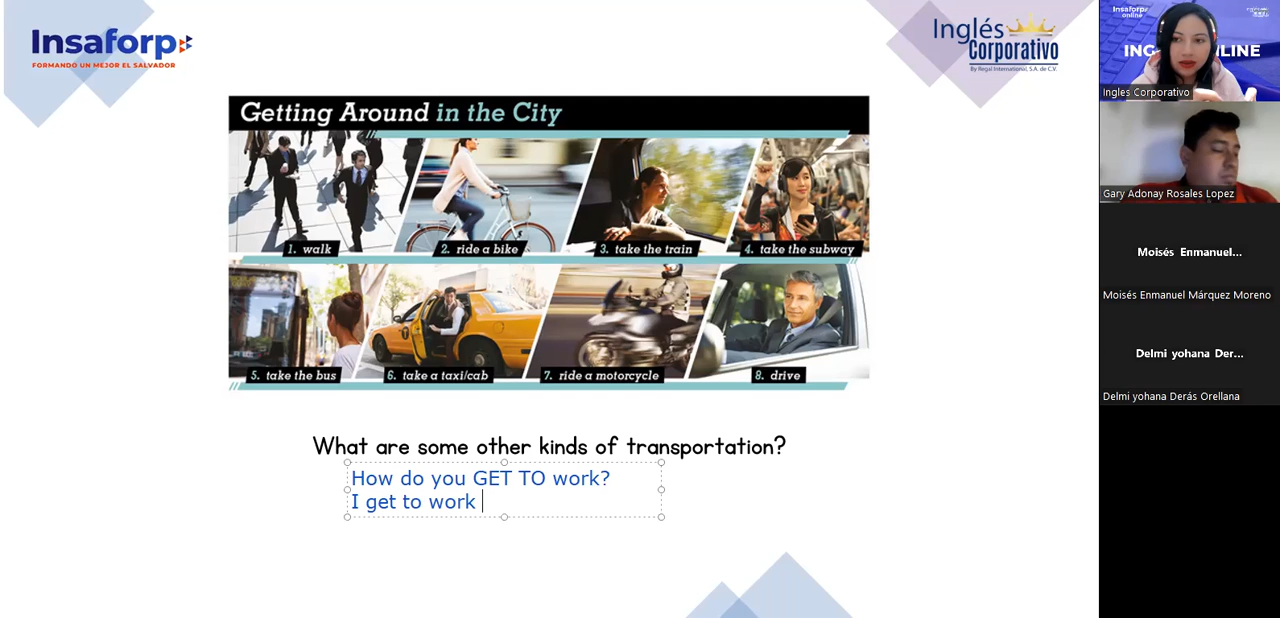 Insaforp
FORMANDO UN MEJOR EL SALVADOR
Inglés
Corporativo
By Regal International, S.A. de C.V.
Getting Around in the City
1. walk
2. ride a bike
3. take the train
4. take the subway
5. take the bus
6. take a taxi/cab
7. ride a motorcycle
8. drive
What are some other kinds of transportation?
How do you GET TO work?
I get to work
Insaforp
online
ING
LINE
Ingles Corporativo
Gary Adonay Rosales Lopez
Moisés Enmanuel...
Moisés Enmanuel Márquez Moreno
Delmi yohana Der...
Delmi yohana Derás Orellana